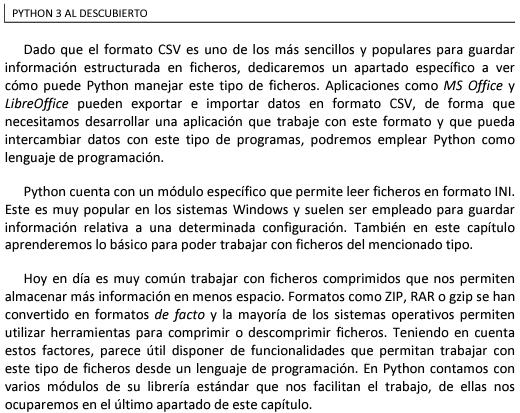 PYTHON 3 AL DESCUBIERTO
Dado que el formato CSV es uno de los más sencillos y populares para guardar
información estructurada en ficheros, dedicaremos un apartado específico a ver
cómo puede Python manejar este tipo de ficheros. Aplicaciones como MS Office y
LibreOffice pueden exportar e importar datos en formato CSV, de forma que
necesitamos desarrollar una aplicación que trabaje con este formato y que pueda
intercambiar datos con este tipo de programas, podremos emplear Python como
lenguaje de programación.
Python cuenta con un módulo específico que permite leer ficheros en formato INI.
Este es muy popular en los sistemas Windows y suelen ser empleado para guardar
información relativa a una determinada configuración. También en este capítulo
aprenderemos lo básico para poder trabajar con ficheros del mencionado tipo.
Hoy en día es muy común trabajar con ficheros comprimidos que nos permiten
almacenar más información en menos espacio. Formatos como ZIP, RAR o gzip se han
convertido en formatos de facto y la mayoría de los sistemas operativos permiten
utilizar herramientas para comprimir o descomprimir ficheros. Teniendo en cuenta
estos factores, parece útil disponer de funcionalidades que permitan trabajar con
este tipo de ficheros desde un lenguaje de programación. En Python contamos con
varios módulos de su librería estándar que nos facilitan el trabajo, de ellas nos
ocuparemos en el último apartado de este capítulo.